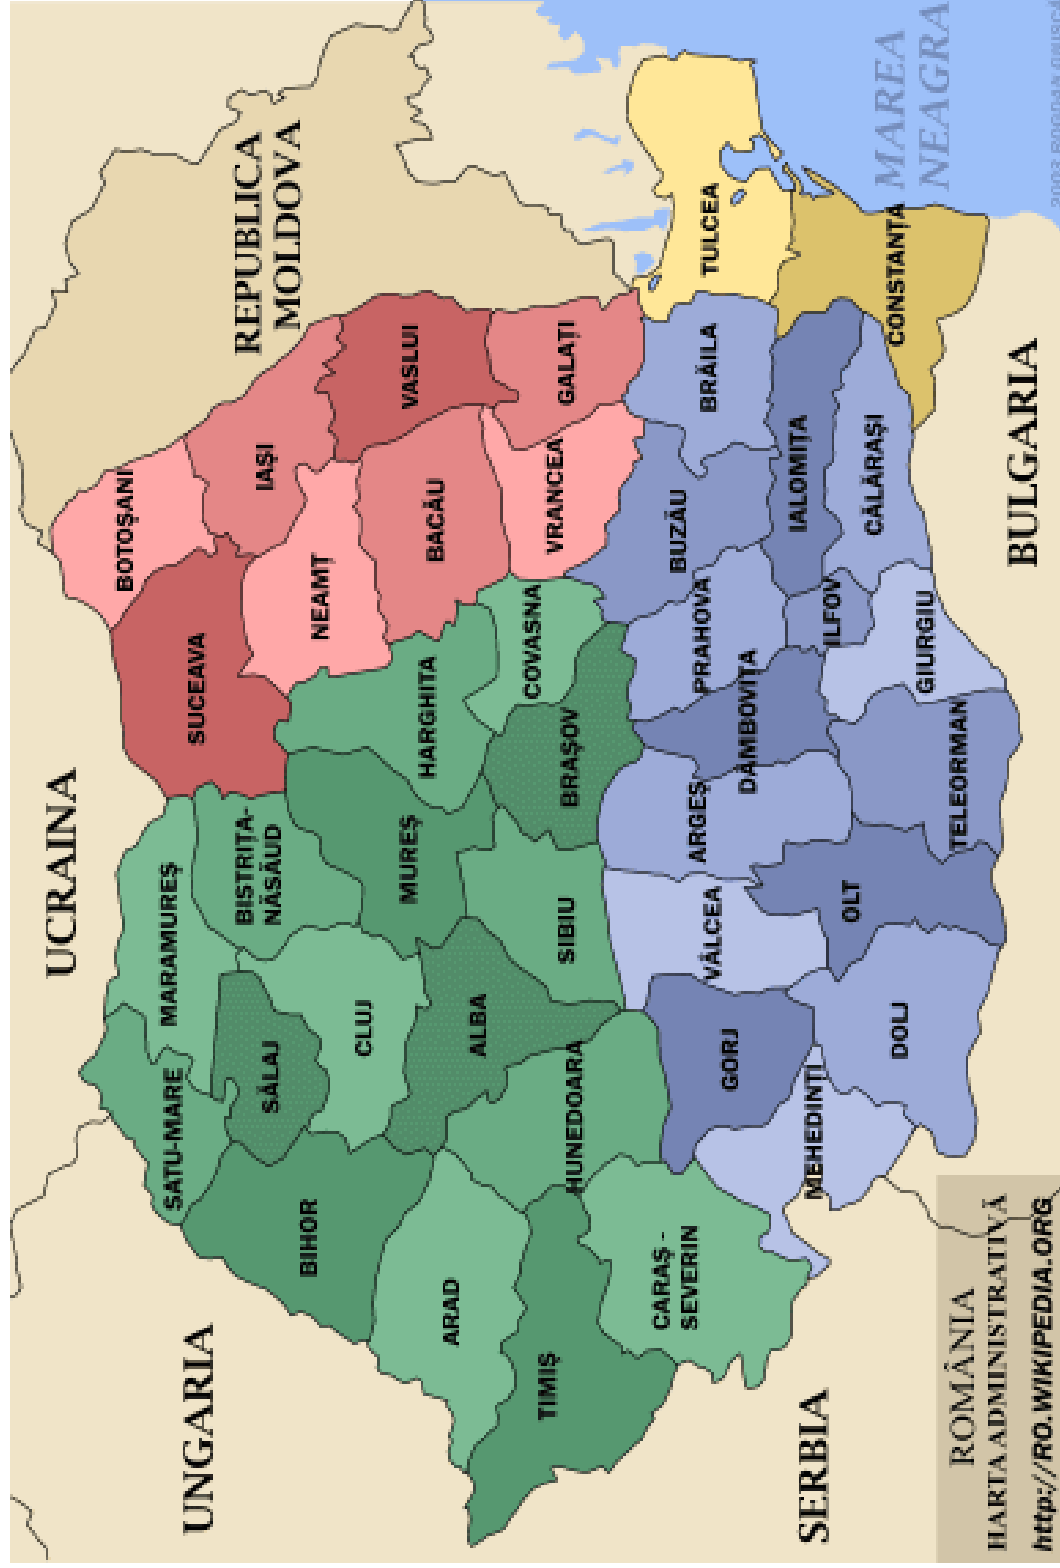 UCRAINA
BOTOȘANI
SATU-MARE
MARAMUREȘ
SUCEAVA
UNGARIA
REPUBLICA
MOLDOVA
BISTRIȚA-
NĂSĂUD
SĂLAJ
IAȘI
BIHOR
NEAMȚ
CLUJ
MUREȘ
VASLUI
HARGHITA
BACĂU
ARAD
ALBA
TIMIȘ
HUNEDOARA
SIBIU
BRAȘOV
COVASNA
VRANCEA
GALAȚI
CARAȘ -
SEVERIN
GORJ
VÂLCEA
ARGEȘ
PRAHOVA
BUZĂU
BRĂILA
TULCEA
DÂMBOVIȚA
SERBIA
MEHEDINȚI
ILFOV
IALOMIȚA
OLT
DOLJ
CĂLĂRAȘI
CONSTANȚA
MAREA
NEAGRA
GIURGIU
TELEORMAN
BULGARIA
ROMÂNIA
HARTA ADMINISTRATIVĂ
http://RO.WIKIPEDIA.ORG